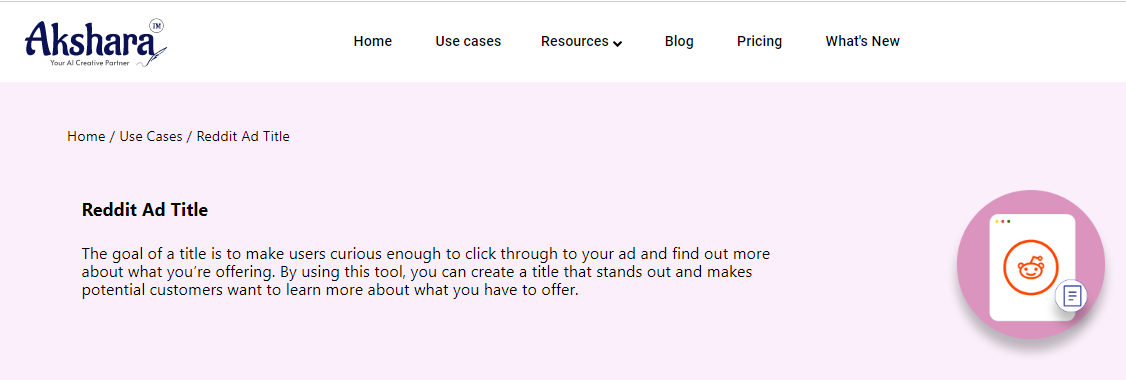 Akshara TM
Your AI Creative Partner
Home Use cases Resources Blog Pricing What's New
Home / Use Cases / Reddit Ad Title
Reddit Ad Title
The goal of a title is to make users curious enough to click through to your ad and find out more
about what you’re offering. By using this tool, you can create a title that stands out and makes
potential customers want to learn more about what you have to offer.